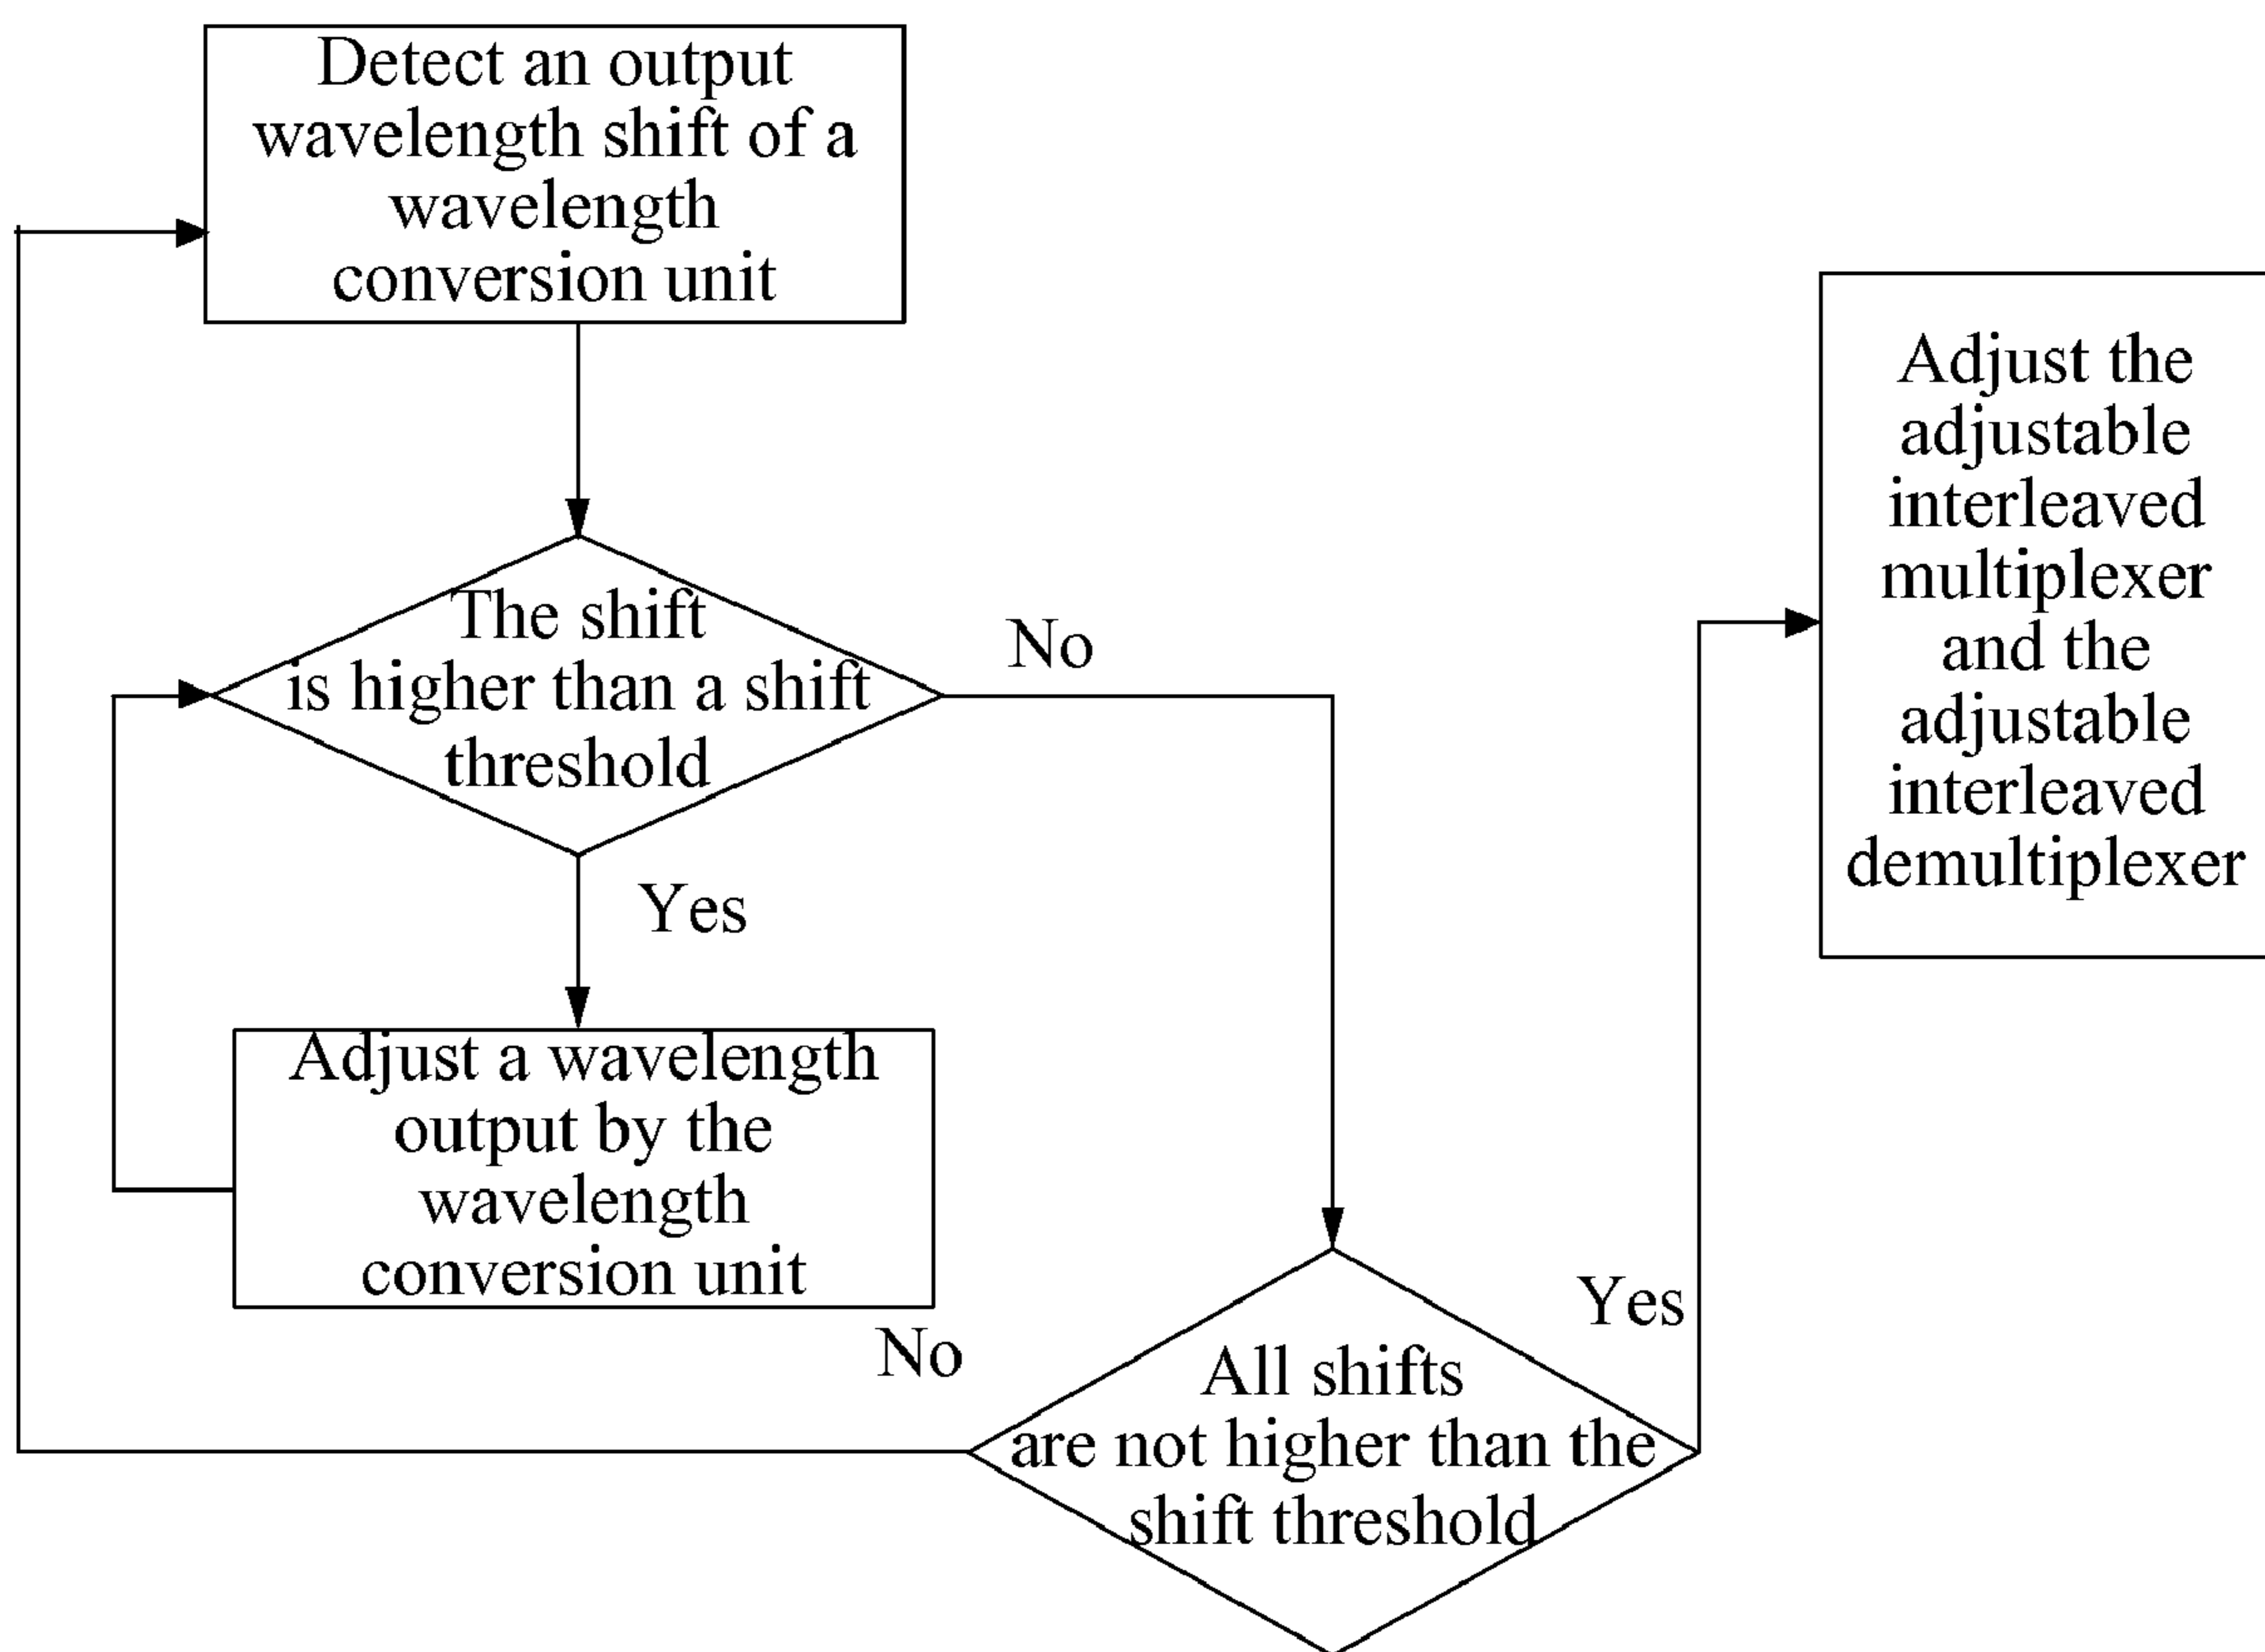 Detect an output
wavelength shift of a
wavelength
conversion unit
The shift
is higher than a shift
threshold
No
Yes
Adjust a wavelength
output by the
wavelength
conversion unit
No
All shifts
are not higher than the
shift threshold
Yes
Adjust the
adjustable
interleaved
multiplexer
and the
adjustable
interleaved
demultiplexer